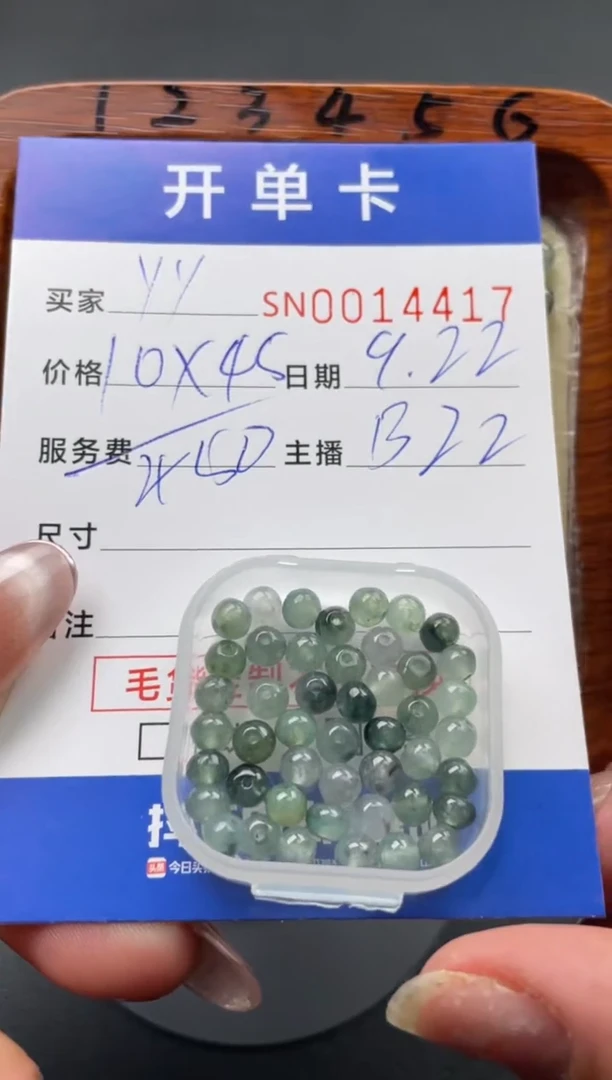 1 2 3 4 5 6
开单卡
买家 YY SN0014417
价格 10X45 日期 9.22
服务费 主播 B22
尺寸
注
毛
今日头